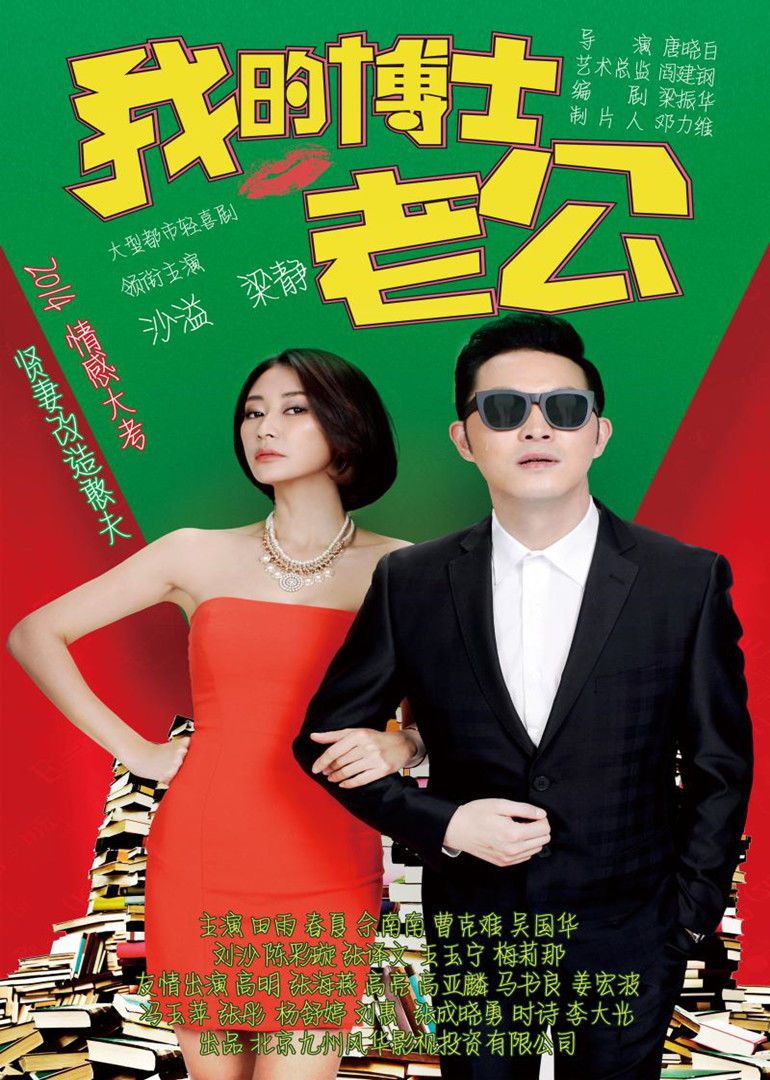 我的博士
老公
导演 唐晓白
艺术总监 阎建钢
编剧 梁振华
制片人 邓力维
大型都市轻喜剧
领衔主演
沙溢 梁静
2014 情感大考
贤妻改造憨夫
主演 田雨 春夏 佘南南 曹克难 吴国华
刘沙 陈彩璇 张译文 王玉宁 梅莉那
友情出演 高明 张海燕 高帝 高亚麟 马书良 姜宏波
冯玉萍 张彤 杨舒婷 刘惠 张成晓勇 时诗 李大光
出品 北京九州风华影视投资有限公司